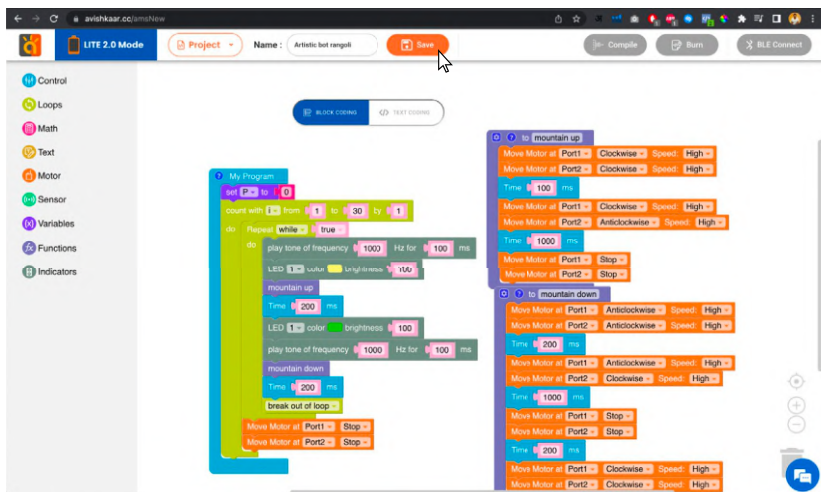 avishkaar.cc/amsNew
LITE 2.0 Mode
Project
Name :
Artistic bot rangoli
Save
Compile
Burn
BLE Connect
Control
Loops
Math
Text
Motor
Sensor
Variables
Functions
Indicators
BLOCK CODING
TEXT CODING
My Program
set P to 0
count with i from 1 to 30 by 1
do Repeat while true
do play tone of frequency 1000 Hz for 100 ms
LED 1 color brightness 100
mountain up
Time 200 ms
LED 1 color brightness 100
play tone of frequency 1000 Hz for 100 ms
mountain down
Time 200 ms
break out of loop
Move Motor at Port1 Stop
Move Motor at Port2 Stop
to mountain up
Move Motor at Port1 Clockwise Speed: High
Move Motor at Port2 Clockwise Speed: High
Time 100 ms
Move Motor at Port1 Clockwise Speed: High
Move Motor at Port2 Anticlockwise Speed: High
Time 1000 ms
Move Motor at Port1 Stop
Move Motor at Port2 Stop
to mountain down
Move Motor at Port1 Anticlockwise Speed: High
Move Motor at Port2 Anticlockwise Speed: High
Time 200 ms
Move Motor at Port1 Anticlockwise Speed: High
Move Motor at Port2 Clockwise Speed: High
Time 1000 ms
Move Motor at Port1 Stop
Move Motor at Port2 Stop
Time 200 ms
Move Motor at Port1 Clockwise Speed: High
Move Motor at Port2 Clockwise Speed: High